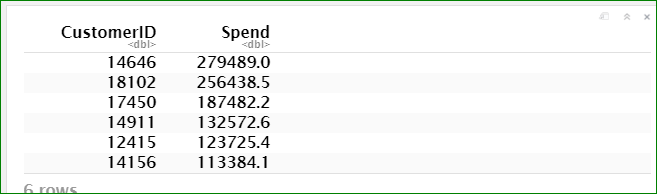 CustomerID Spend
<dbl> <dbl>
14646 279489.0
18102 256438.5
17450 187482.2
14911 132572.6
12415 123725.4
14156 113384.1
6 rows